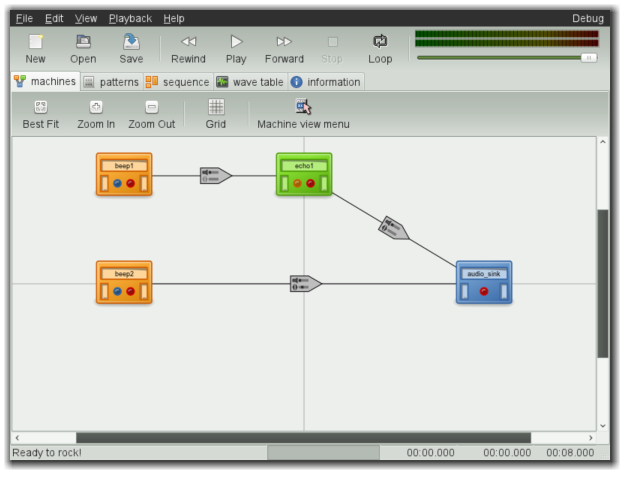 File Edit View Playback Help Debug
New Open Save Rewind Play Forward Stop Loop
machines patterns sequence wave table information
Best Fit Zoom In Zoom Out Grid Machine view menu
beep1 echo1
beep2 audio_sink
Ready to rock! 00:00.000 00:00.000 00:08.000